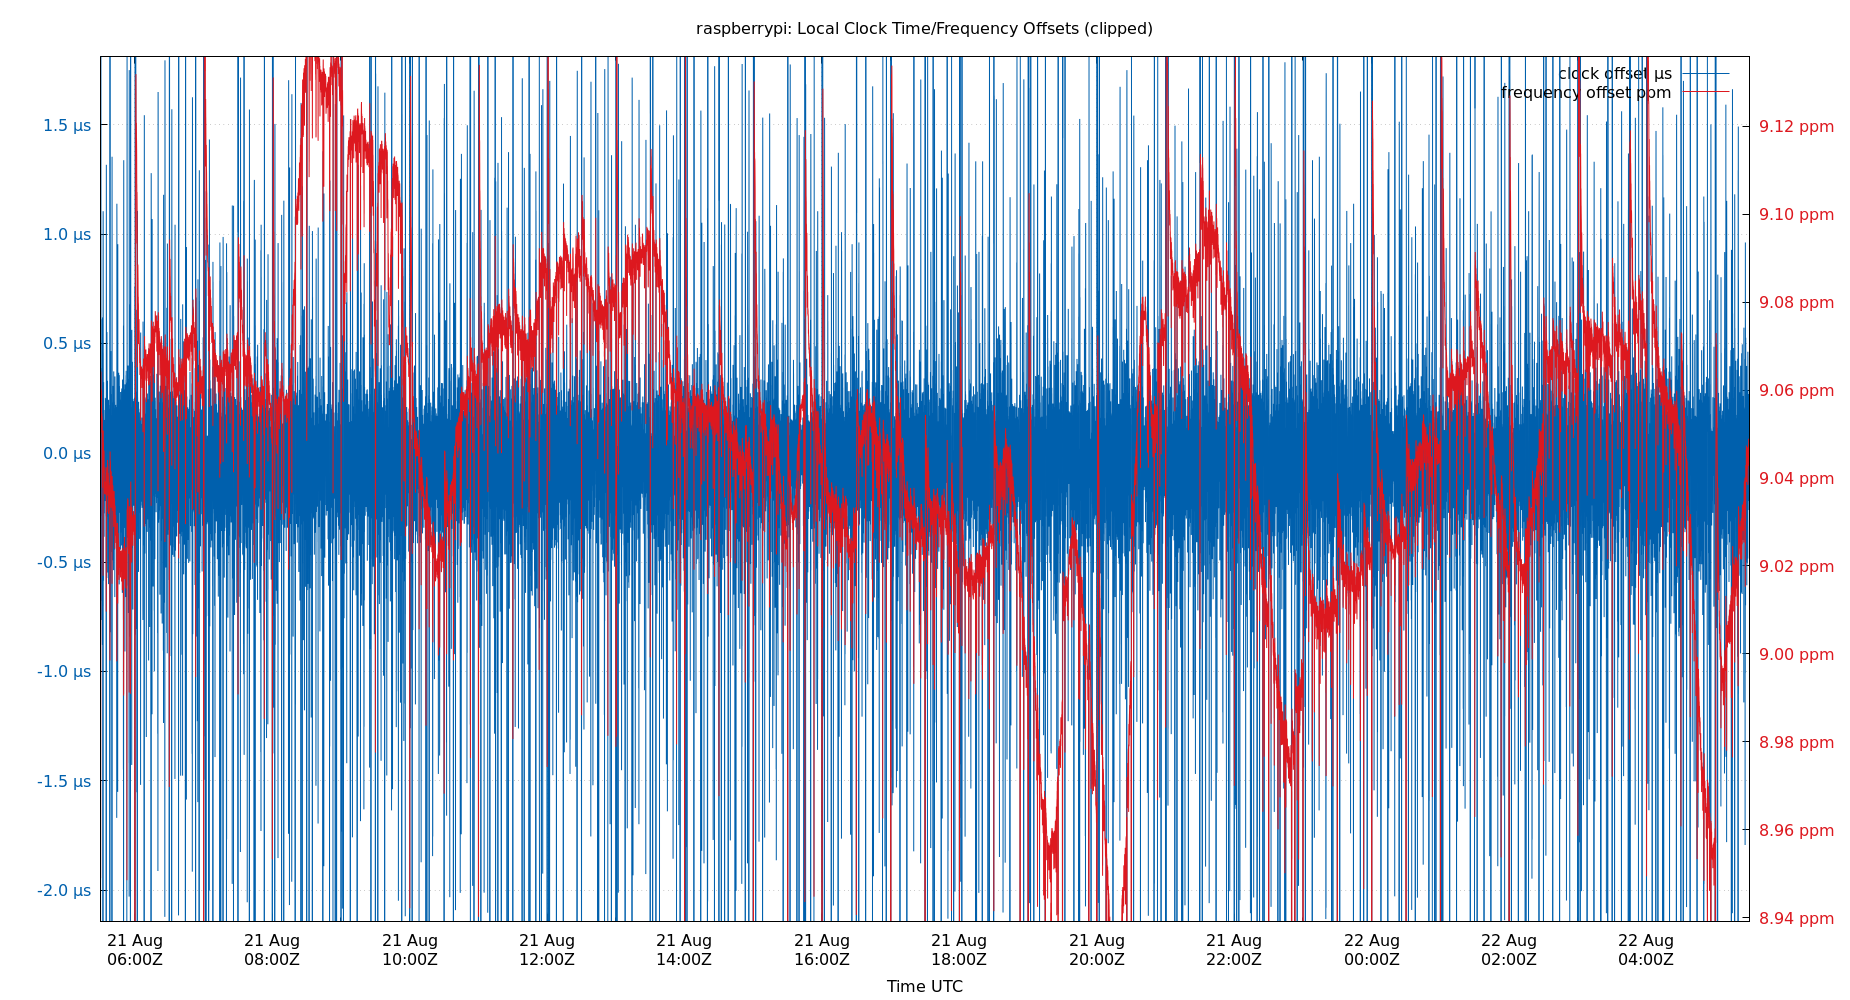 raspberrypi: Local Clock Time/Frequency Offsets (clipped)
clock offset µs
frequency offset ppm
1.5 µs
1.0 µs
0.5 µs
0.0 µs
-0.5 µs
-1.0 µs
-1.5 µs
-2.0 µs
9.12 ppm
9.10 ppm
9.08 ppm
9.06 ppm
9.04 ppm
9.02 ppm
9.00 ppm
8.98 ppm
8.96 ppm
8.94 ppm
21 Aug 21 Aug 21 Aug 21 Aug 21 Aug 21 Aug 21 Aug 21 Aug 21 Aug 22 Aug 22 Aug 22 Aug
06:00Z 08:00Z 10:00Z 12:00Z 14:00Z 16:00Z 18:00Z 20:00Z 22:00Z 00:00Z 02:00Z 04:00Z
Time UTC